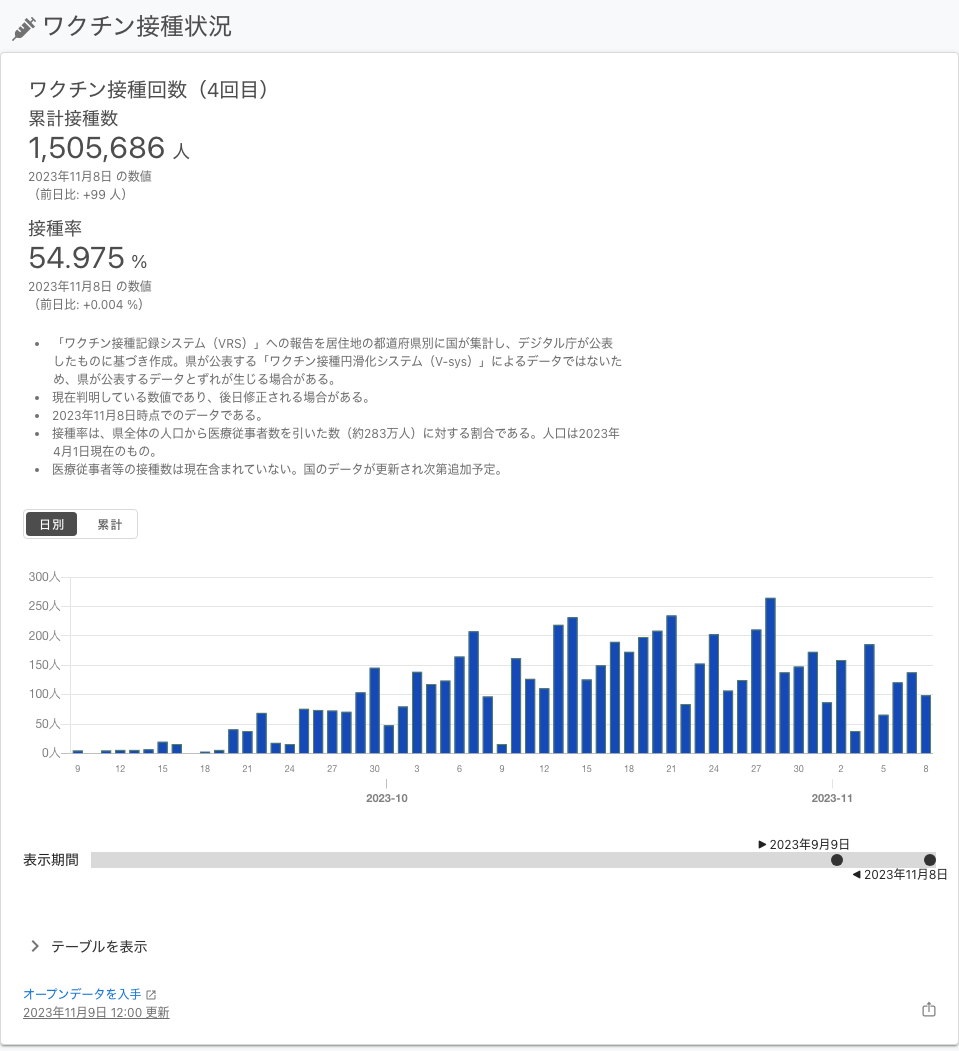 ワクチン接種状況
ワクチン接種回数（4回目）
累計接種数
1,505,686 人
2023年11月8日 の数値
（前日比: +99 人）
接種率
54.975 %
2023年11月8日 の数値
（前日比: +0.004 %）
• 「ワクチン接種記録システム（VRS）」への報告を居住地の都道府県別に国が集計し、デジタル庁が公表
したものに基づき作成。県が公表する「ワクチン接種円滑化システム（V-sys）」によるデータではないた
め、県が公表するデータとずれが生じる場合がある。
• 現在判明している数値であり、後日修正される場合がある。
• 2023年11月8日時点でのデータである。
• 接種率は、県全体の人口から医療従事者数を引いた数（約283万人）に対する割合である。人口は2023年
4月1日現在のもの。
• 医療従事者等の接種数は現在含まれていない。国のデータが更新され次第追加予定。
日別 累計
300人
250人
200人
150人
100人
50人
0人
9 12 15 18 21 24 27 30 3 6 9 12 15 18 21 24 27 30 2 5 8
2023-10 2023-11
▶ 2023年9月9日
表示期間
◀ 2023年11月8日
テーブルを表示
オープンデータを入手
2023年11月9日 12:00 更新